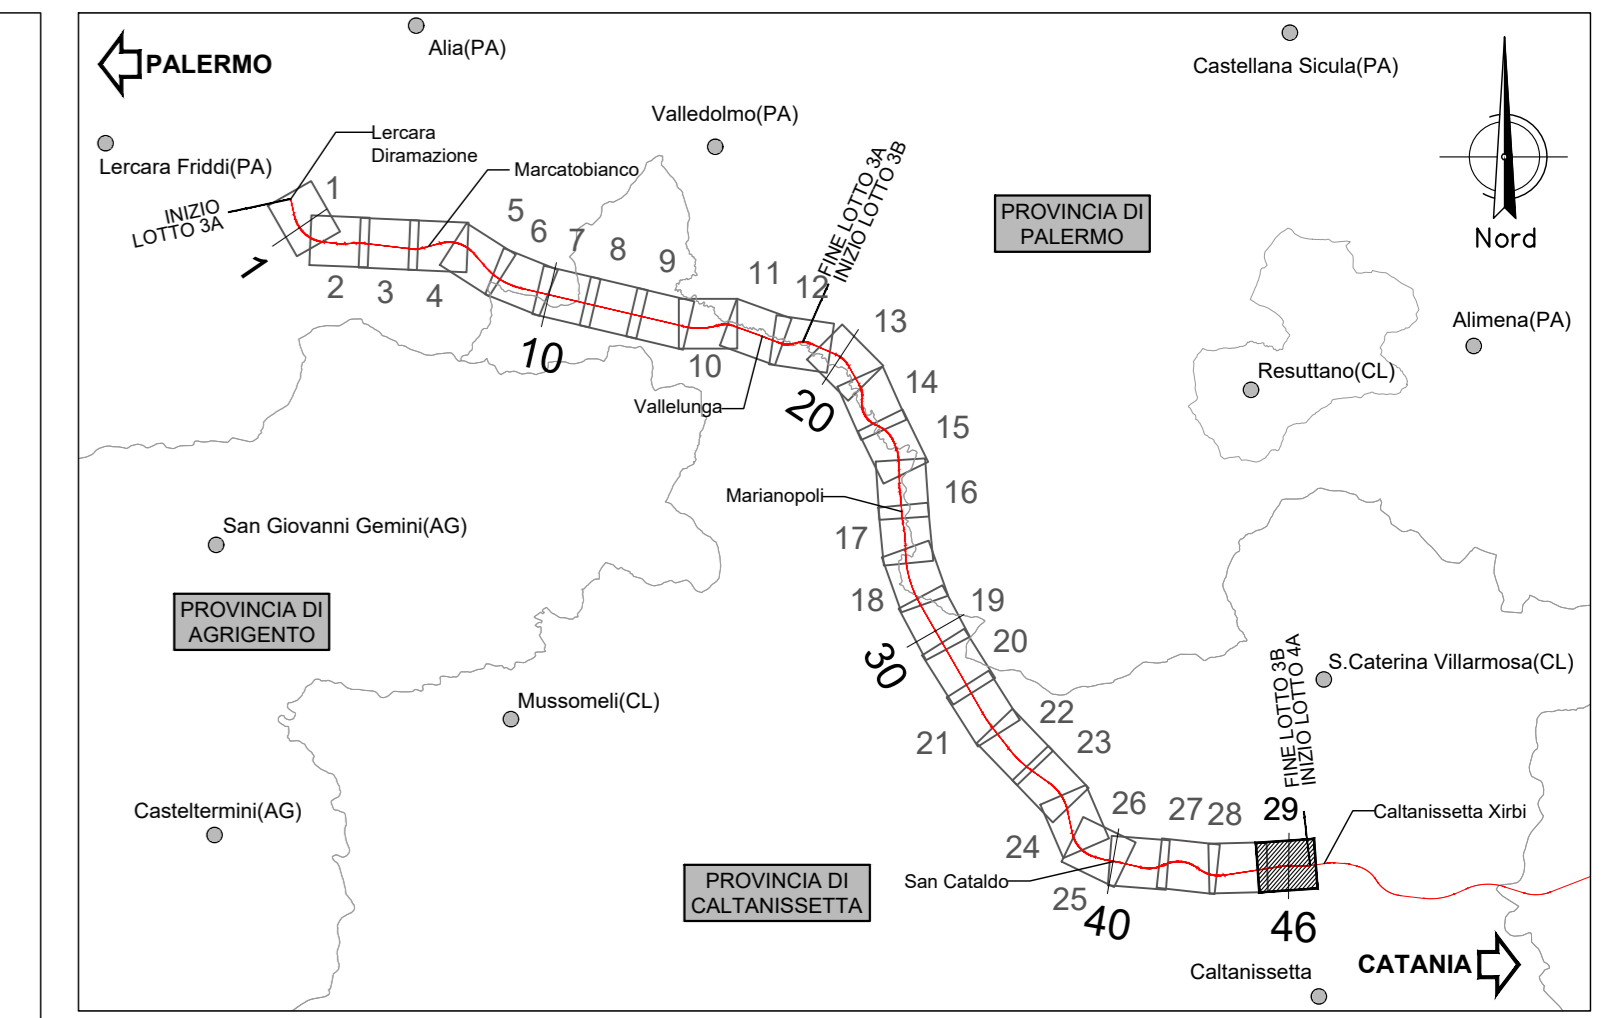 Alia(PA)
PALERMO
Castellana Sicula(PA)
Valledolmo(PA)
Lercara
Diramazione
Lercara Friddi(PA)
Marcatobianco
INIZIO
LOTTO 3A
FINE LOTTO 3A
INIZIO LOTTO 3B
PROVINCIA DI
PALERMO
Nord
1
1
2
3
4
5
6
7
8
9
10
10
11
12
13
14
15
20
Vallelunga
Alimena(PA)
Resuttano(CL)
Marianopoli
16
17
18
19
20
30
San Giovanni Gemini(AG)
PROVINCIA DI
AGRIGENTO
Mussomeli(CL)
Casteltermini(AG)
S.Caterina Villarmosa(CL)
FINE LOTTO 3B
INIZIO LOTTO 4A
21
22
23
24
25
26
27
28
29
Caltanissetta Xirbi
San Cataldo
PROVINCIA DI
CALTANISSETTA
40
46
CATANIA
Caltanissetta